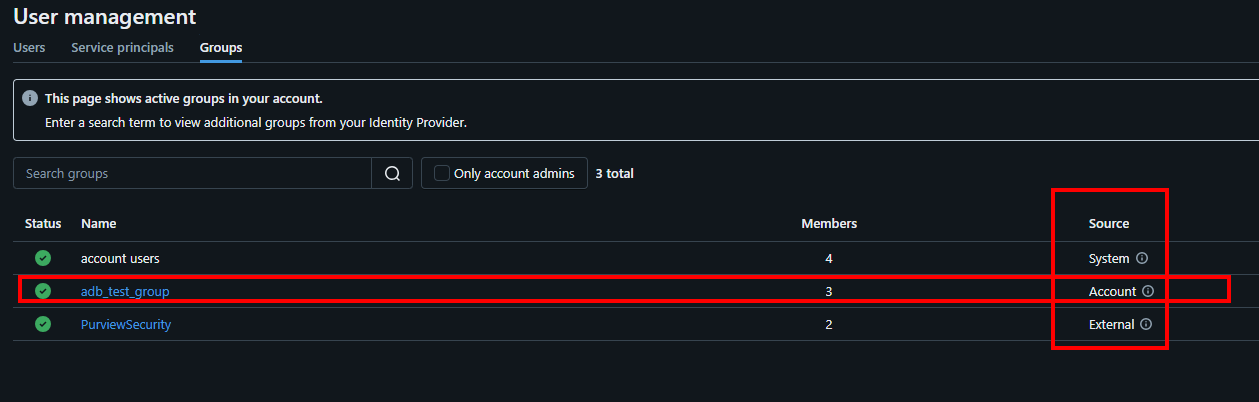 User management
Users Service principals Groups
This page shows active groups in your account.
Enter a search term to view additional groups from your Identity Provider.
Search groups Only account admins 3 total
Status Name Members Source
account users 4 System
adb_test_group 3 Account
PurviewSecurity 2 External